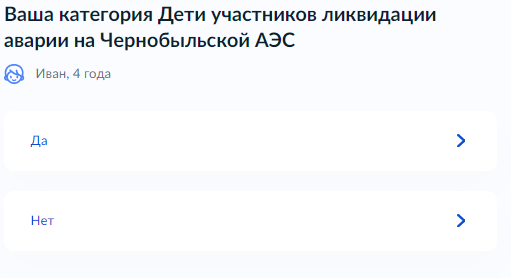 Ваша категория Дети участников ликвидации
аварии на Чернобыльской АЭС
Иван, 4 года
Да
Нет